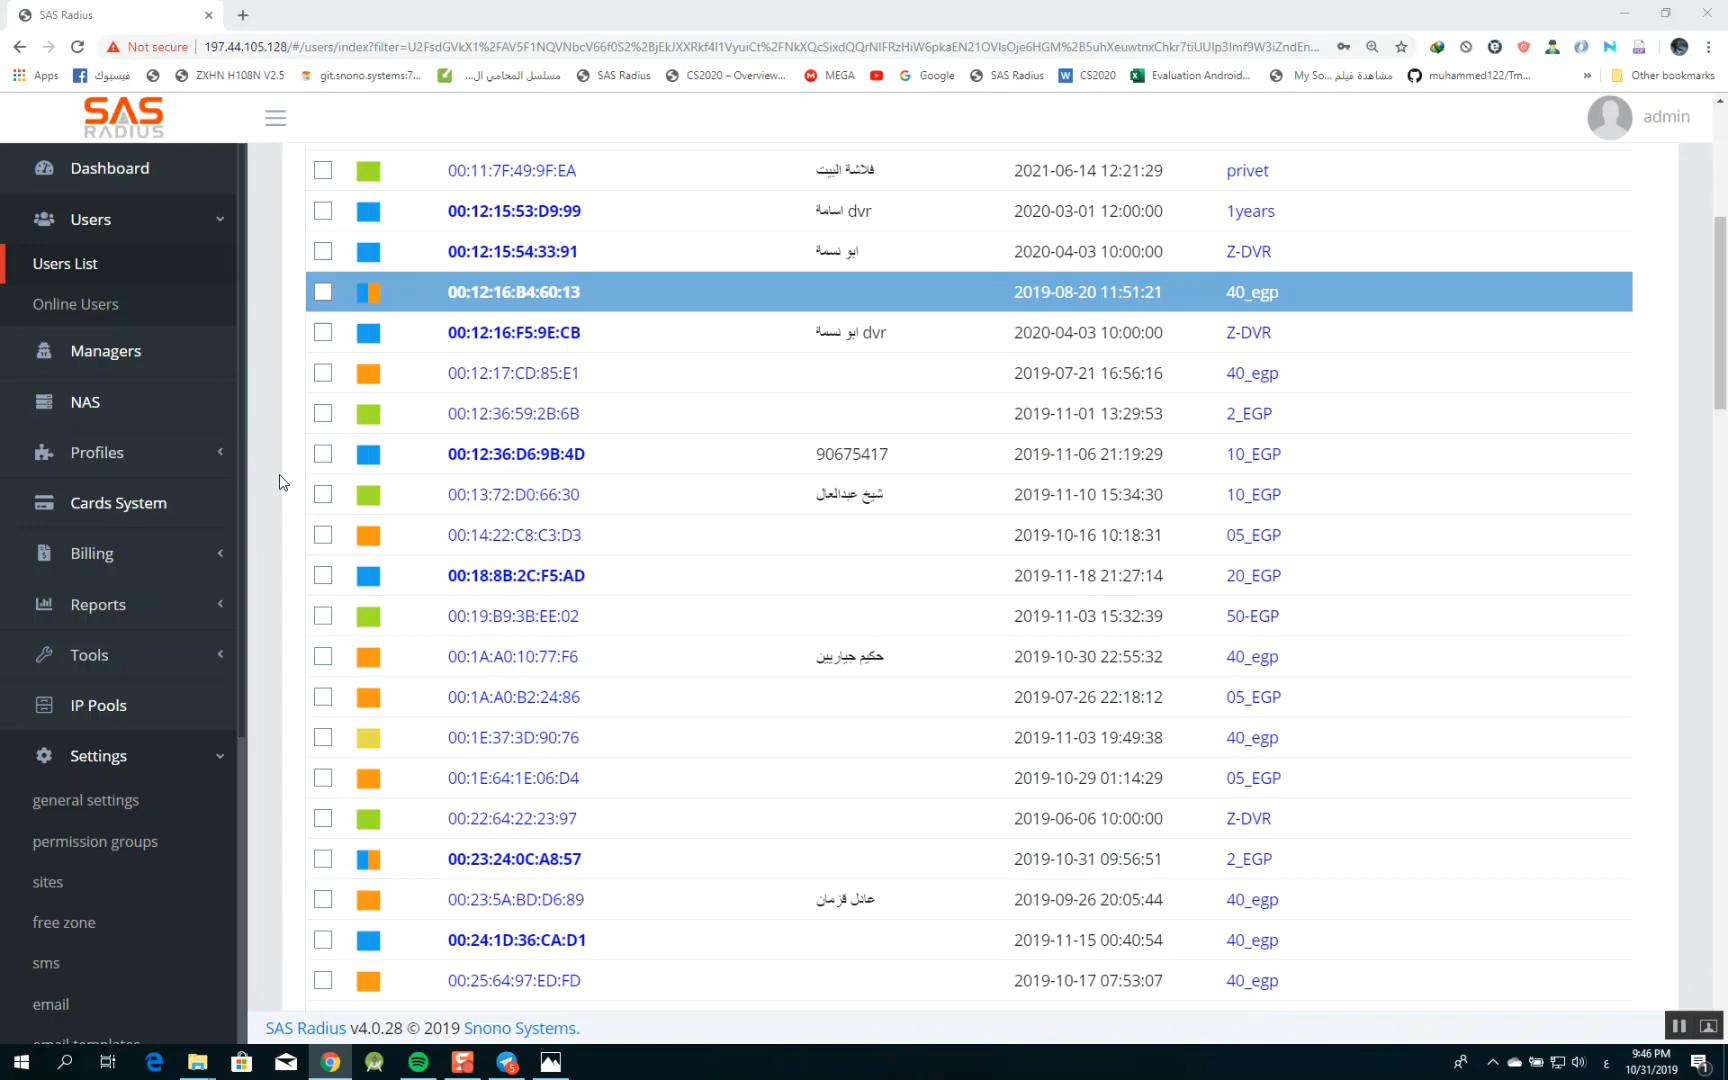 SAS Radius
Not secure 197.44.105.128/#/users/index?filter=
Apps فيسبوك ZXHN H108N V2.5 git.snono.systems:7... مسلسل المحامي ال... SAS Radius CS2020 – Overview... MEGA Google SAS Radius CS2020 Evaluation Android... My So... مشاهدة فيلم muhammed122/Tm... » Other bookmarks
SAS RADIUS
admin
Dashboard
Users
Users List
Online Users
Managers
NAS
Profiles
Cards System
Billing
Reports
Tools
IP Pools
Settings
general settings
permission groups
sites
free zone
sms
email
email templates
00:11:7F:49:9F:EA فلاشة البيت 2021-06-14 12:21:29 privet
00:12:15:53:D9:99 dvr اسامة 2020-03-01 12:00:00 1years
00:12:15:54:33:91 ابو نسمة 2020-04-03 10:00:00 Z-DVR
00:12:16:B4:60:13 2019-08-20 11:51:21 40_egp
00:12:16:F5:9E:CB dvr ابو نسمة 2020-04-03 10:00:00 Z-DVR
00:12:17:CD:85:E1 2019-07-21 16:56:16 40_egp
00:12:36:59:2B:6B 2019-11-01 13:29:53 2_EGP
00:12:36:D6:9B:4D 90675417 2019-11-06 21:19:29 10_EGP
00:13:72:D0:66:30 شيخ عبدالعال 2019-11-10 15:34:30 10_EGP
00:14:22:C8:C3:D3 2019-10-16 10:18:31 05_EGP
00:18:8B:2C:F5:AD 2019-11-18 21:27:14 20_EGP
00:19:B9:3B:EE:02 2019-11-03 15:32:39 50-EGP
00:1A:A0:10:77:F6 حكيم جياريين 2019-10-30 22:55:32 40_egp
00:1A:A0:B2:24:86 2019-07-26 22:18:12 05_EGP
00:1E:37:3D:90:76 2019-11-03 19:49:38 40_egp
00:1E:64:1E:06:D4 2019-10-29 01:14:29 05_EGP
00:22:64:22:23:97 2019-06-06 10:00:00 Z-DVR
00:23:24:0C:A8:57 2019-10-31 09:56:51 2_EGP
00:23:5A:BD:D6:89 عادل قزمان 2019-09-26 20:05:44 40_egp
00:24:1D:36:CA:D1 2019-11-15 00:40:54 40_egp
00:25:64:97:ED:FD 2019-10-17 07:53:07 40_egp
SAS Radius v4.0.28 © 2019 Snono Systems.
ع 9:46 PM
10/31/2019